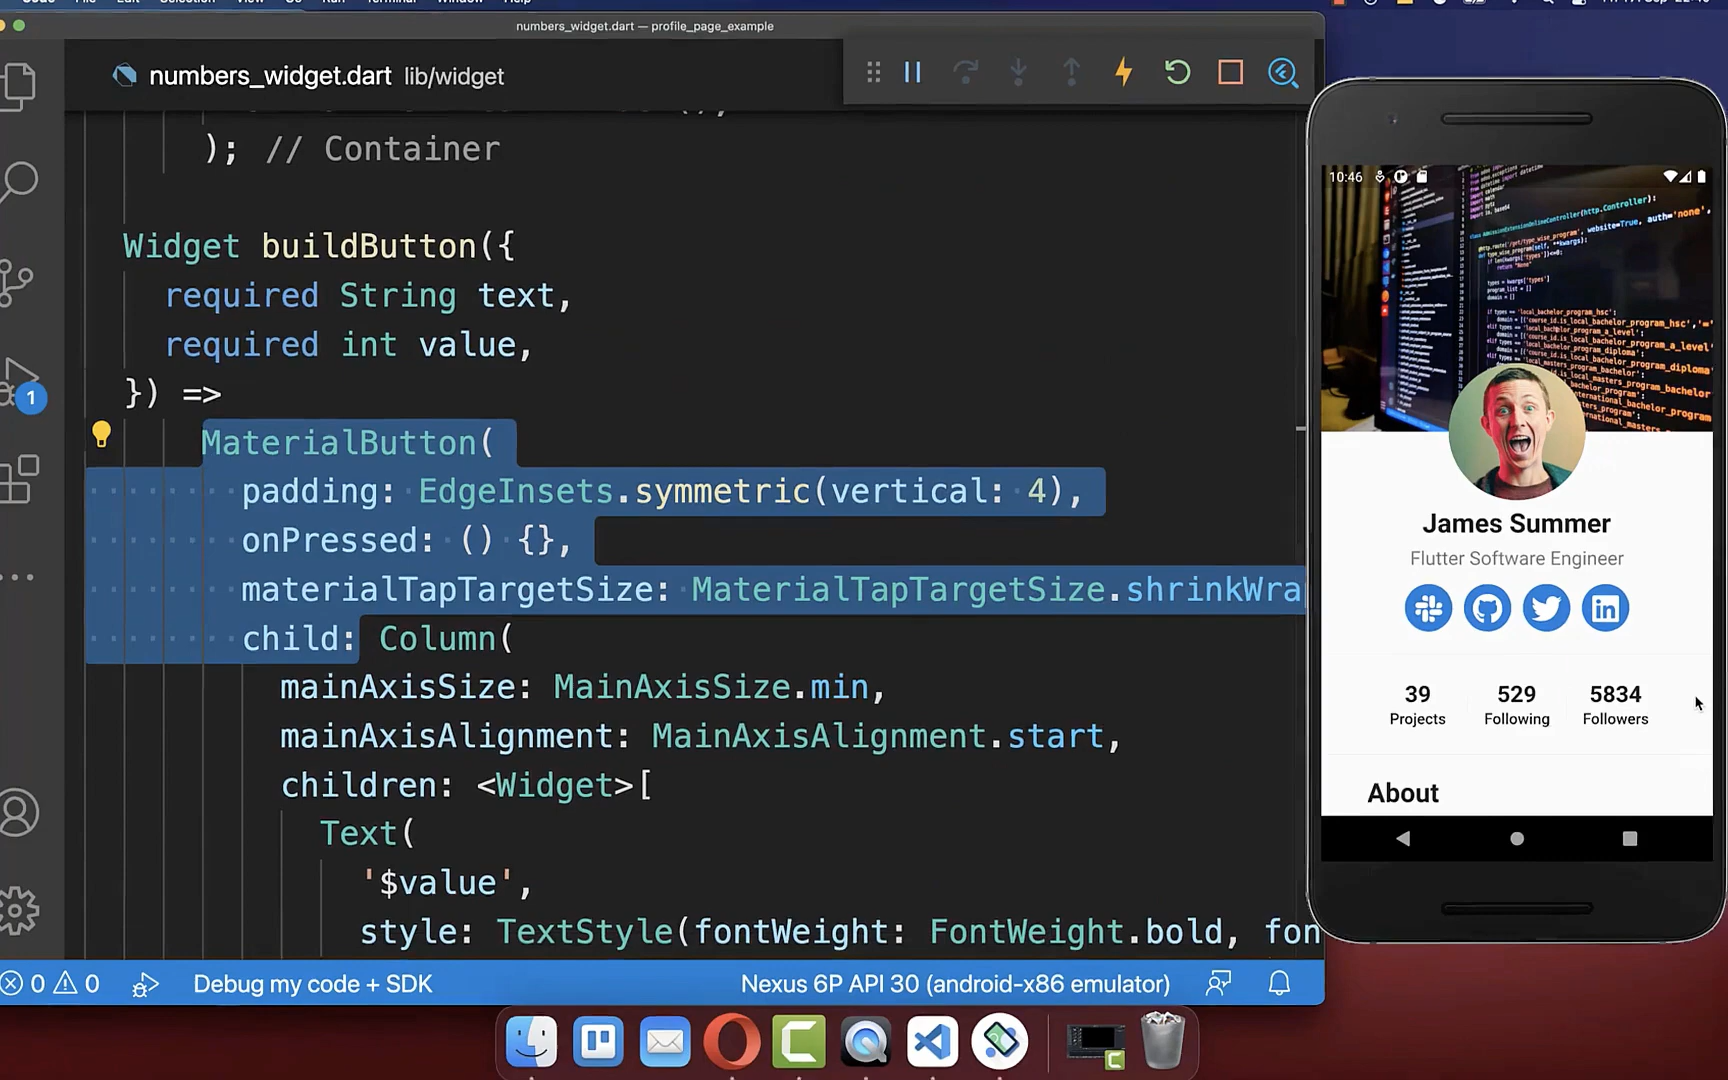 numbers_widget.dart — profile_page_example
numbers_widget.dart lib/widget
); // Container
Widget buildButton({
required String text,
required int value,
}) =>
MaterialButton(
padding: EdgeInsets.symmetric(vertical: 4),
onPressed: () {},
materialTapTargetSize: MaterialTapTargetSize.shrinkWra
child: Column(
mainAxisSize: MainAxisSize.min,
mainAxisAlignment: MainAxisAlignment.start,
children: <Widget>[
Text(
'$value',
style: TextStyle(fontWeight: FontWeight.bold, fon
1
0 0 Debug my code + SDK Nexus 6P API 30 (android-x86 emulator)
10:46
James Summer
Flutter Software Engineer
39 529 5834
Projects Following Followers
About